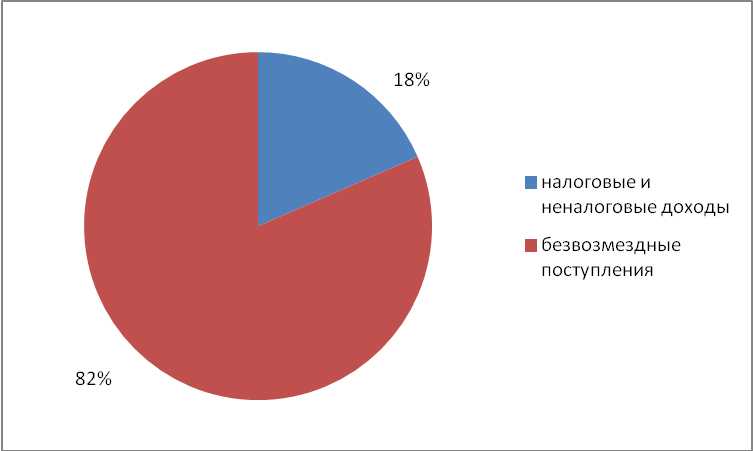 18%
налоговые и
неналоговые доходы
безвозмездные
поступления
82%